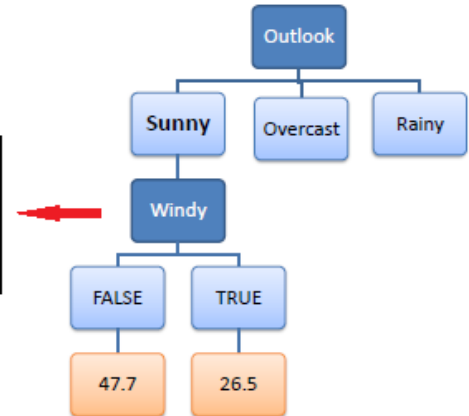 Outlook
Sunny Overcast Rainy
Windy
FALSE TRUE
47.7 26.5